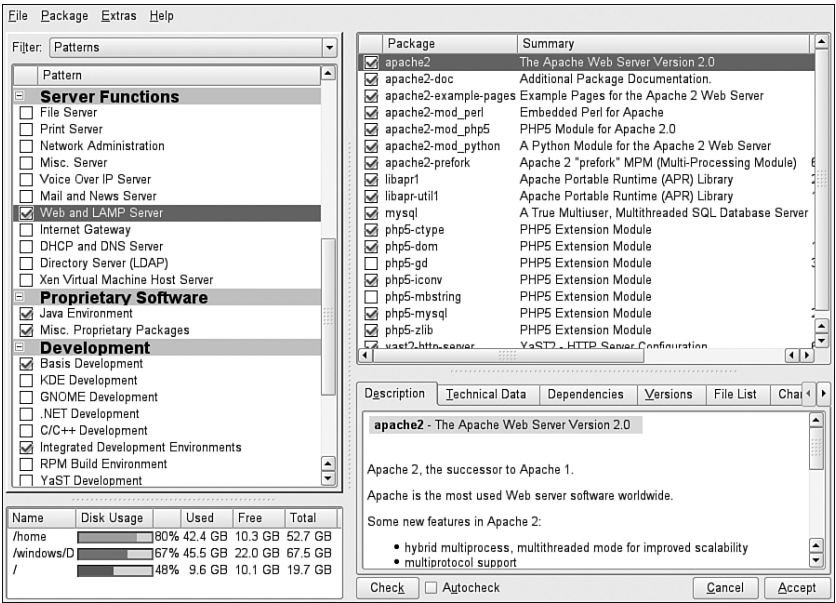 File Package Extras Help
Filter: Patterns
Pattern
Server Functions
File Server
Print Server
Network Administration
Misc. Server
Voice Over IP Server
Mail and News Server
Web and LAMP Server
Internet Gateway
DHCP and DNS Server
Directory Server (LDAP)
Xen Virtual Machine Host Server
Proprietary Software
Java Environment
Misc. Proprietary Packages
Development
Basis Development
KDE Development
GNOME Development
.NET Development
C/C++ Development
Integrated Development Environments
RPM Build Environment
YaST Development
Name Disk Usage Used Free Total
/home 80% 42.4 GB 10.3 GB 52.7 GB
/windows/D 67% 45.5 GB 22.0 GB 67.5 GB
/ 48% 9.6 GB 10.1 GB 19.7 GB
Package Summary
apache2 The Apache Web Server Version 2.0
apache2-doc Additional Package Documentation.
apache2-example-pages Example Pages for the Apache 2 Web Server
apache2-mod_perl Embedded Perl for Apache
apache2-mod_php5 PHP5 Module for Apache 2.0
apache2-mod_python A Python Module for the Apache 2 Web Server
apache2-prefork Apache 2 "prefork" MPM (Multi-Processing Module)
libapr1 Apache Portable Runtime (APR) Library
libapr-util1 Apache Portable Runtime (APR) Library
mysql A True Multiuser, Multithreaded SQL Database Server
php5-ctype PHP5 Extension Module
php5-dom PHP5 Extension Module
php5-gd PHP5 Extension Module
php5-iconv PHP5 Extension Module
php5-mbstring PHP5 Extension Module
php5-mysql PHP5 Extension Module
php5-zlib PHP5 Extension Module
yast2-http-server YaST2 - HTTP Server Configuration
Description Technical Data Dependencies Versions File List Char
apache2 - The Apache Web Server Version 2.0
Apache 2, the successor to Apache 1.
Apache is the most used Web server software worldwide.
Some new features in Apache 2:
• hybrid multiprocess, multithreaded mode for improved scalability
• multiprotocol support
Check Autocheck Cancel Accept